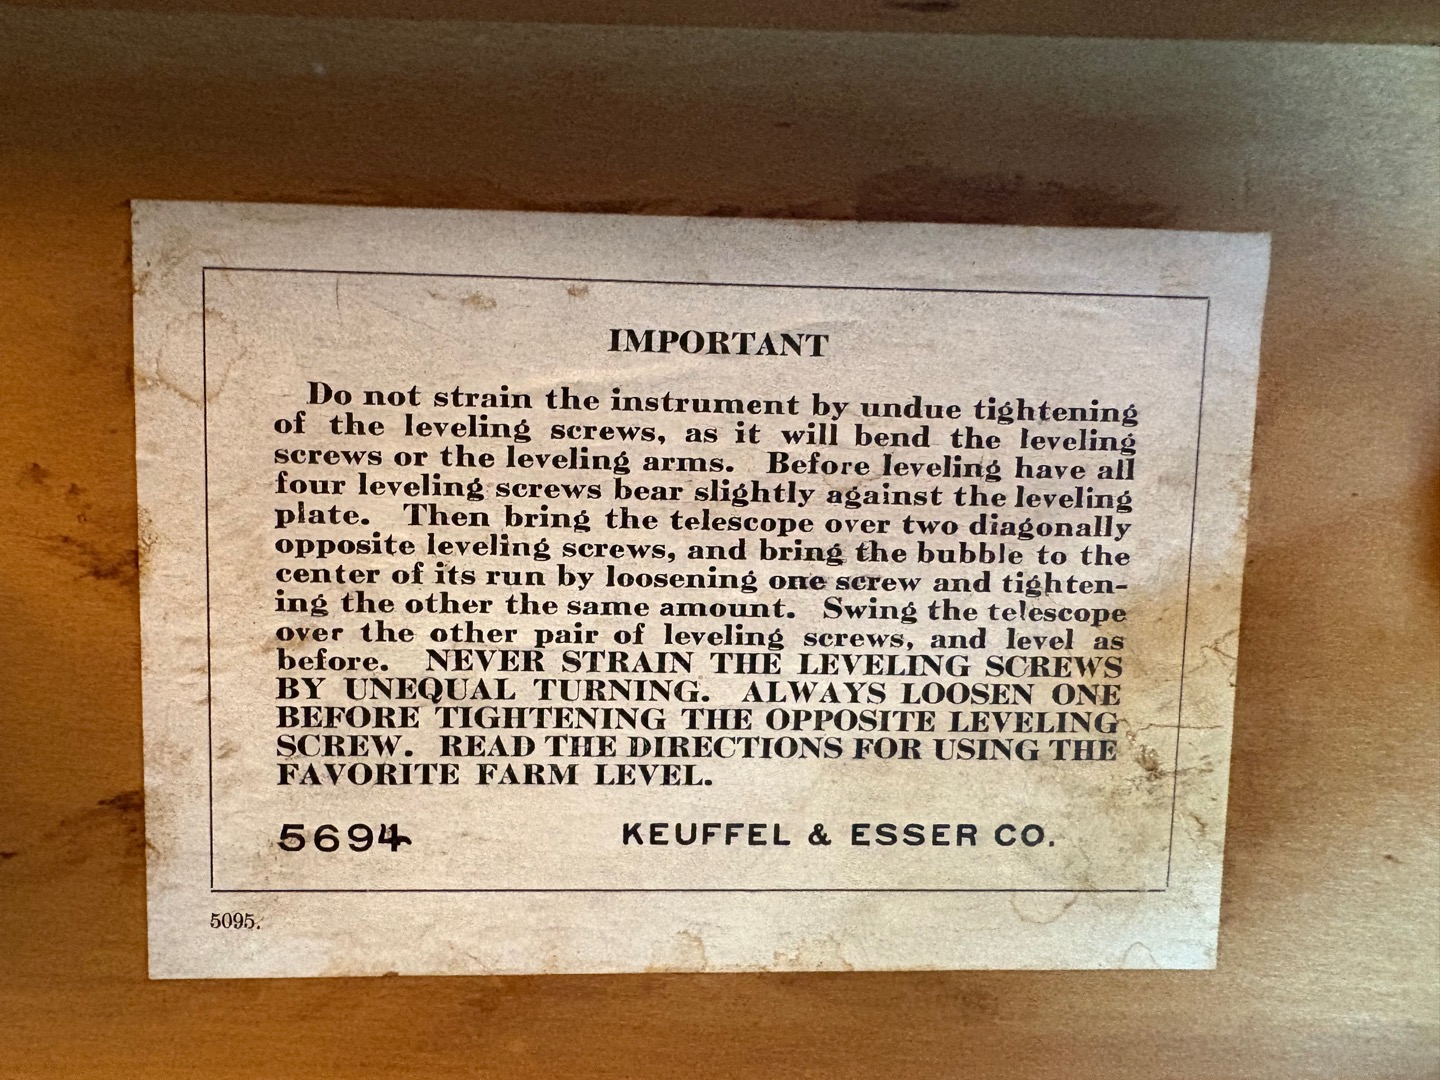 IMPORTANT
Do not strain the instrument by undue tightening
of the leveling screws, as it will bend the leveling
screws or the leveling arms. Before leveling have all
four leveling screws bear slightly against the leveling
plate. Then bring the telescope over two diagonally
opposite leveling screws, and bring the bubble to the
center of its run by loosening one screw and tighten-
ing the other the same amount. Swing the telescope
over the other pair of leveling screws, and level as
before. NEVER STRAIN THE LEVELING SCREWS
BY UNEQUAL TURNING. ALWAYS LOOSEN ONE
BEFORE TIGHTENING THE OPPOSITE LEVELING
SCREW. READ THE DIRECTIONS FOR USING THE
FAVORITE FARM LEVEL.
5694 KEUFFEL & ESSER CO.
5095.